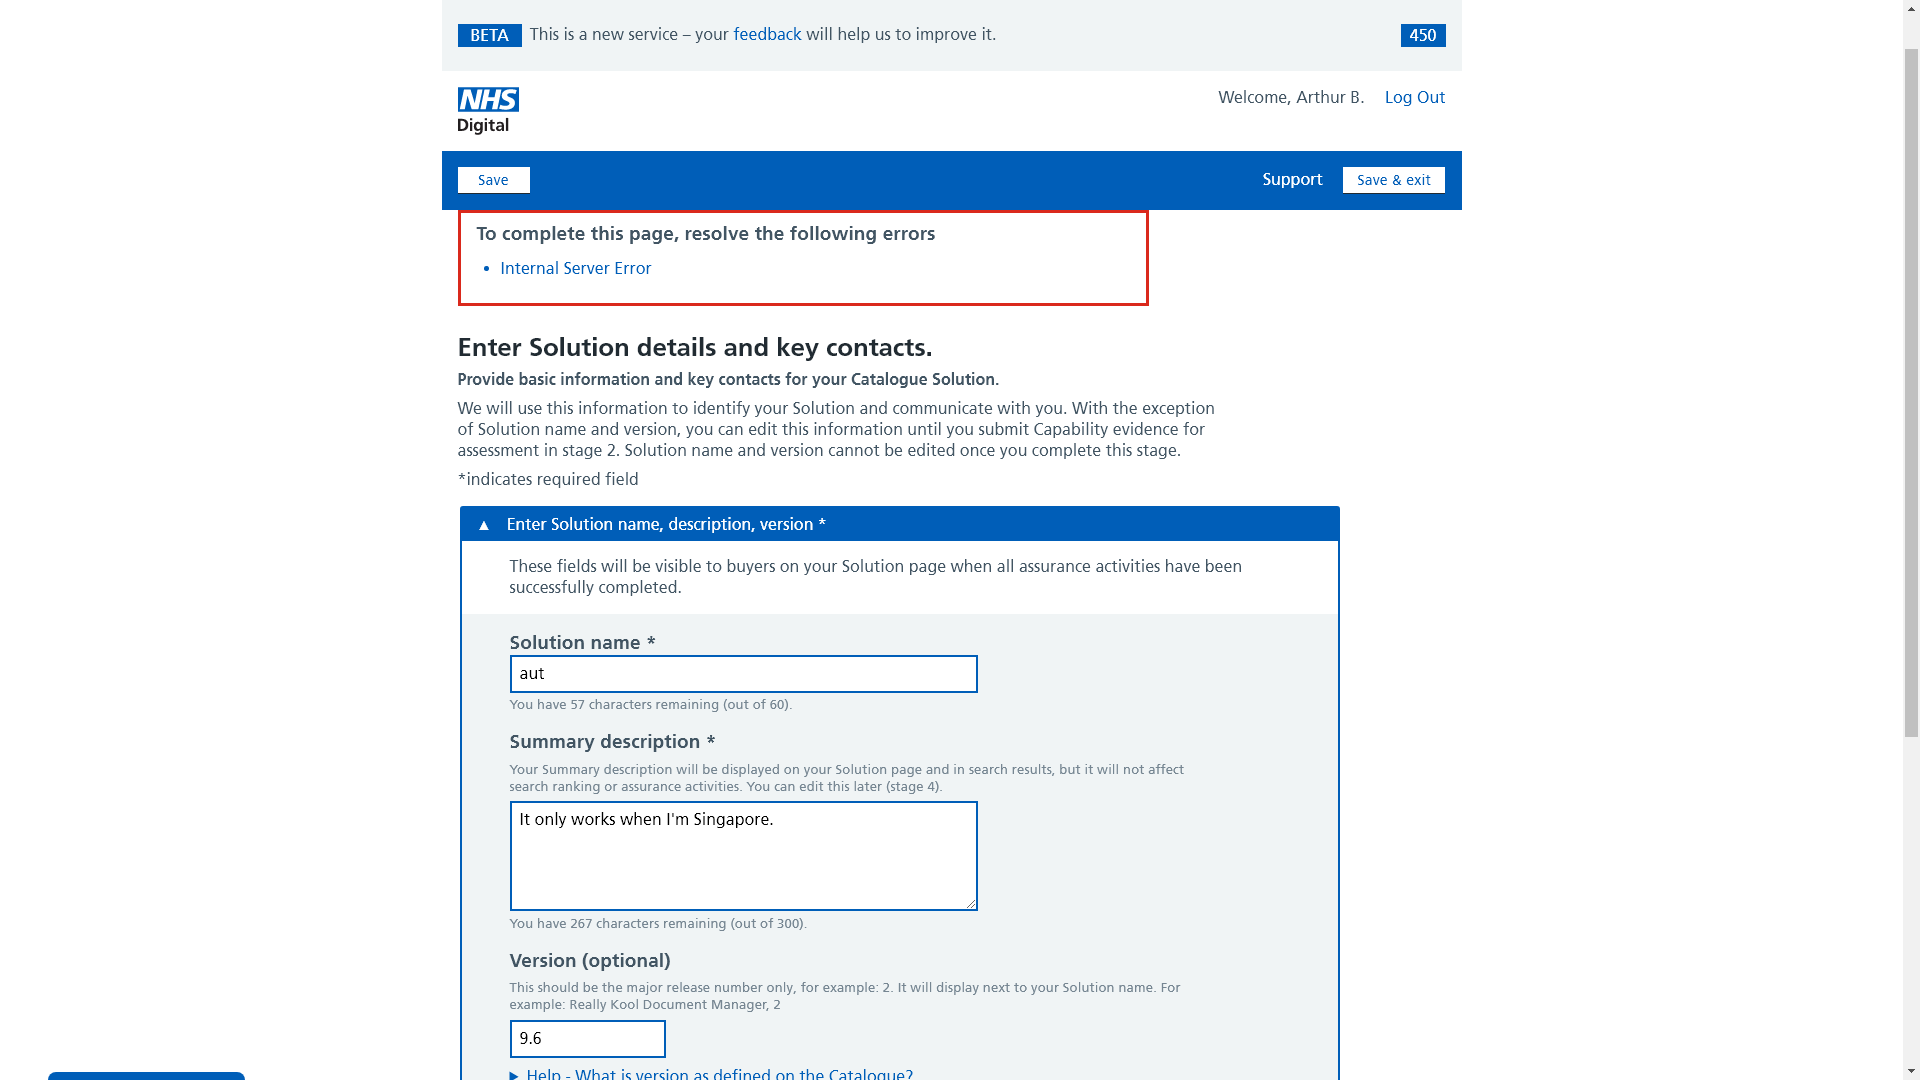 BETA This is a new service – your feedback will help us to improve it. 450
NHS
Digital
Welcome, Arthur B. Log Out
Save Support Save & exit
To complete this page, resolve the following errors
• Internal Server Error
Enter Solution details and key contacts.
Provide basic information and key contacts for your Catalogue Solution.
We will use this information to identify your Solution and communicate with you. With the exception
of Solution name and version, you can edit this information until you submit Capability evidence for
assessment in stage 2. Solution name and version cannot be edited once you complete this stage.
*indicates required field
▲ Enter Solution name, description, version *
These fields will be visible to buyers on your Solution page when all assurance activities have been
successfully completed.
Solution name *
aut
You have 57 characters remaining (out of 60).
Summary description *
Your Summary description will be displayed on your Solution page and in search results, but it will not affect
search ranking or assurance activities. You can edit this later (stage 4).
It only works when I'm Singapore.
You have 267 characters remaining (out of 300).
Version (optional)
This should be the major release number only, for example: 2. It will display next to your Solution name. For
example: Really Kool Document Manager, 2
9.6
▶ Help - What is version as defined on the Catalogue?